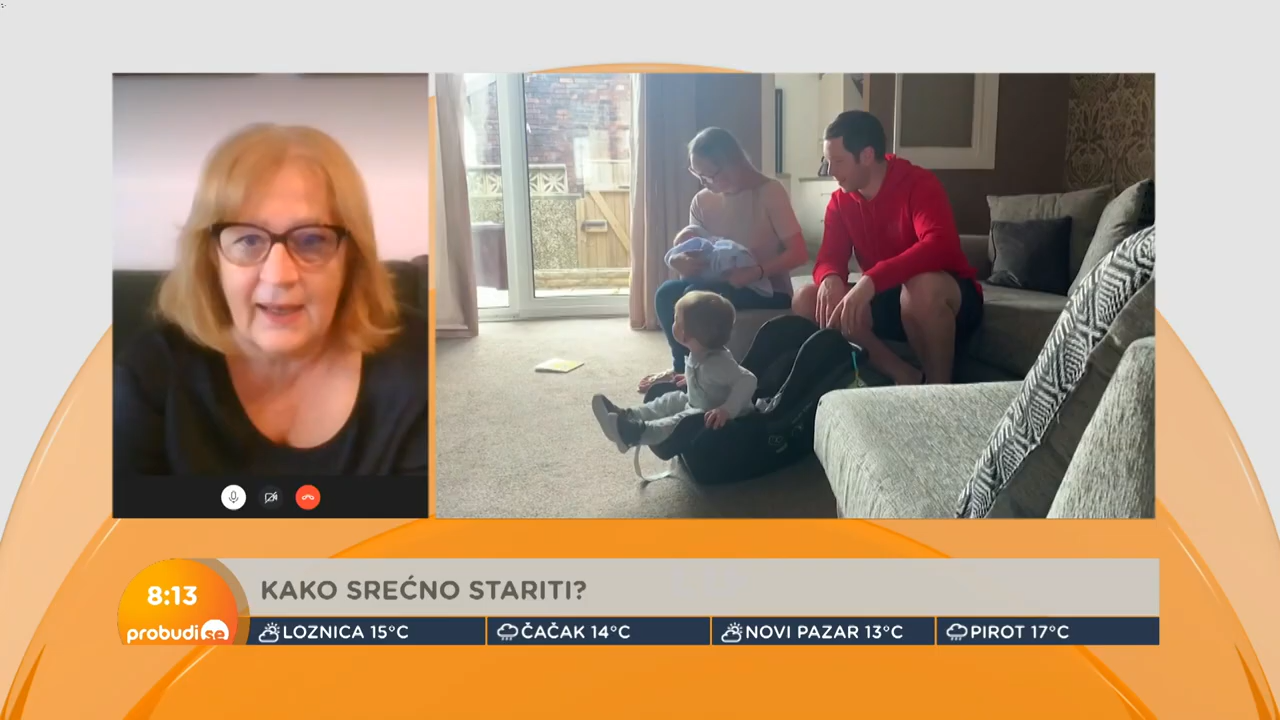 KAKO SREĆNO STARITI?
8:13
probudi se
LOZNICA 15°C
ČAČAK 14°C
NOVI PAZAR 13°C
PIROT 17°C